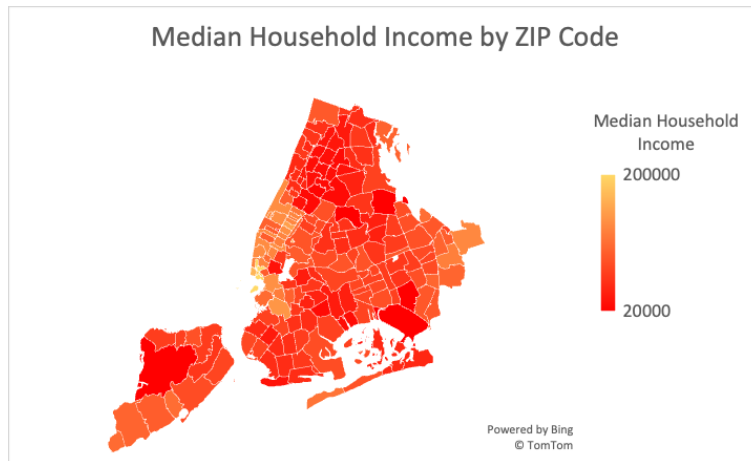 Median Household Income by ZIP Code
Median Household
Income
200000
20000
Powered by Bing
© TomTom